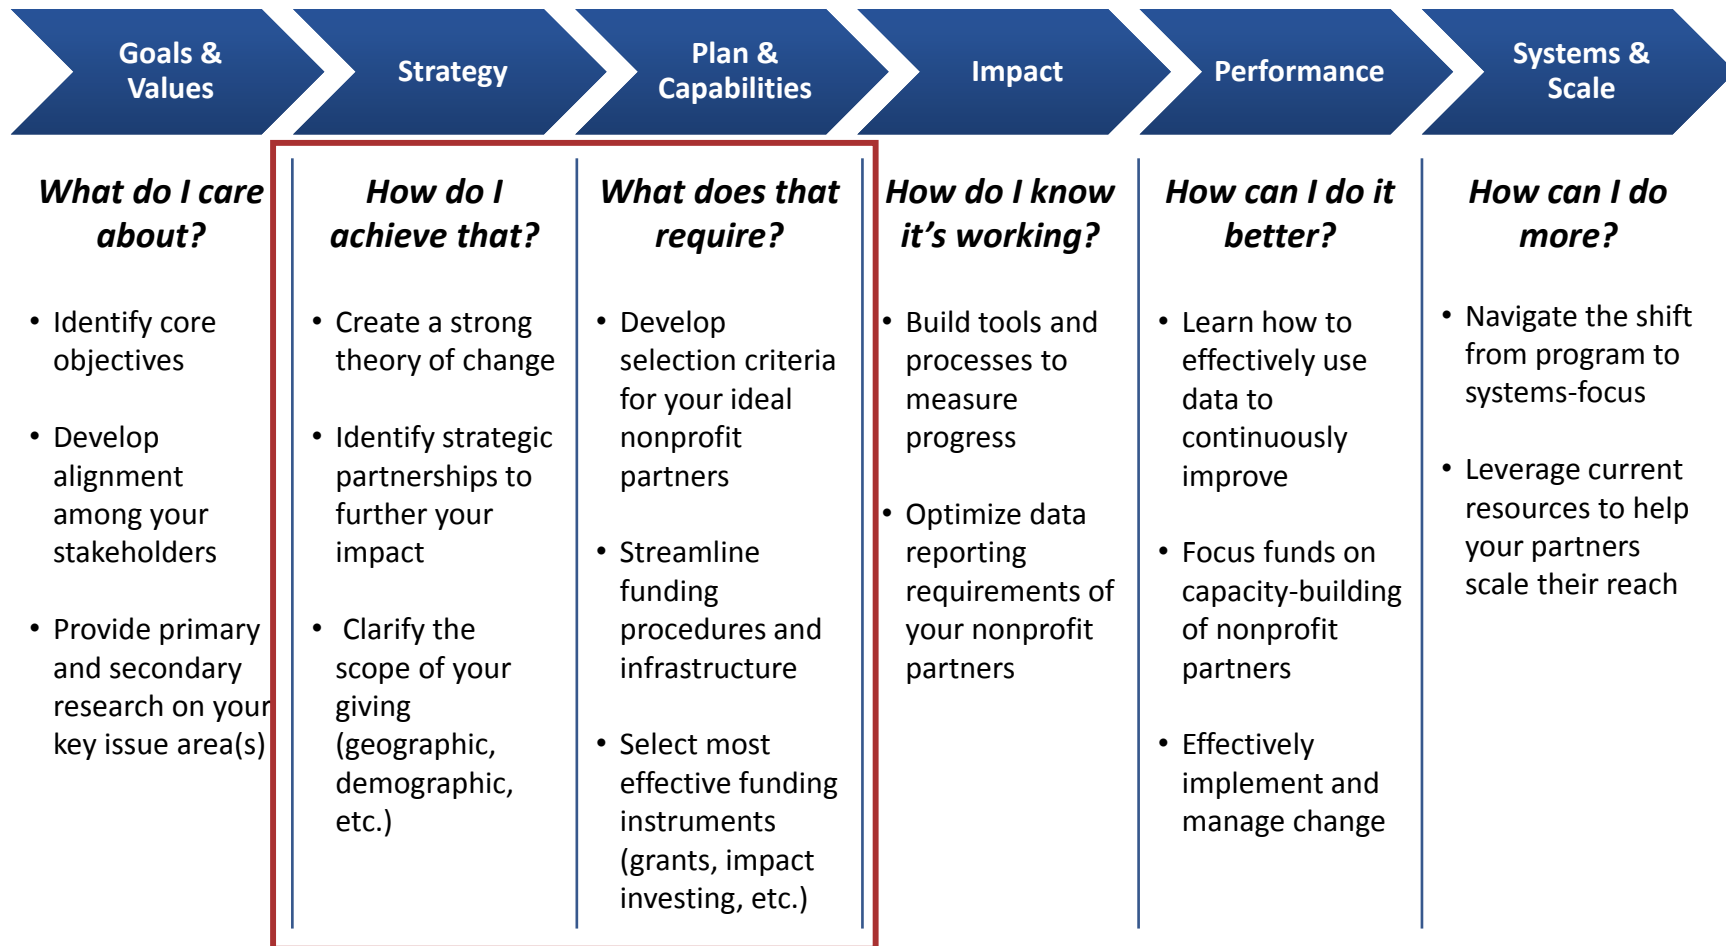 Goals &
Values
Strategy
Plan &
Capabilities
Impact
Performance
Systems &
Scale
What do I care
about?
• Identify core
objectives
• Develop
alignment
among your
stakeholders
• Provide primary
and secondary
research on your
key issue area(s)
How do I
achieve that?
• Create a strong
theory of change
• Identify strategic
partnerships to
further your
impact
• Clarify the
scope of your
giving
(geographic,
demographic,
etc.)
What does that
require?
• Develop
selection criteria
for your ideal
nonprofit
partners
• Streamline
funding
procedures and
infrastructure
• Select most
effective funding
instruments
(grants, impact
investing, etc.)
How do I know
it’s working?
• Build tools and
processes to
measure
progress
• Optimize data
reporting
requirements of
your nonprofit
partners
How can I do it
better?
• Learn how to
effectively use
data to
continuously
improve
• Focus funds on
capacity-building
of nonprofit
partners
• Effectively
implement and
manage change
How can I do
more?
• Navigate the shift
from program to
systems-focus
• Leverage current
resources to help
your partners
scale their reach